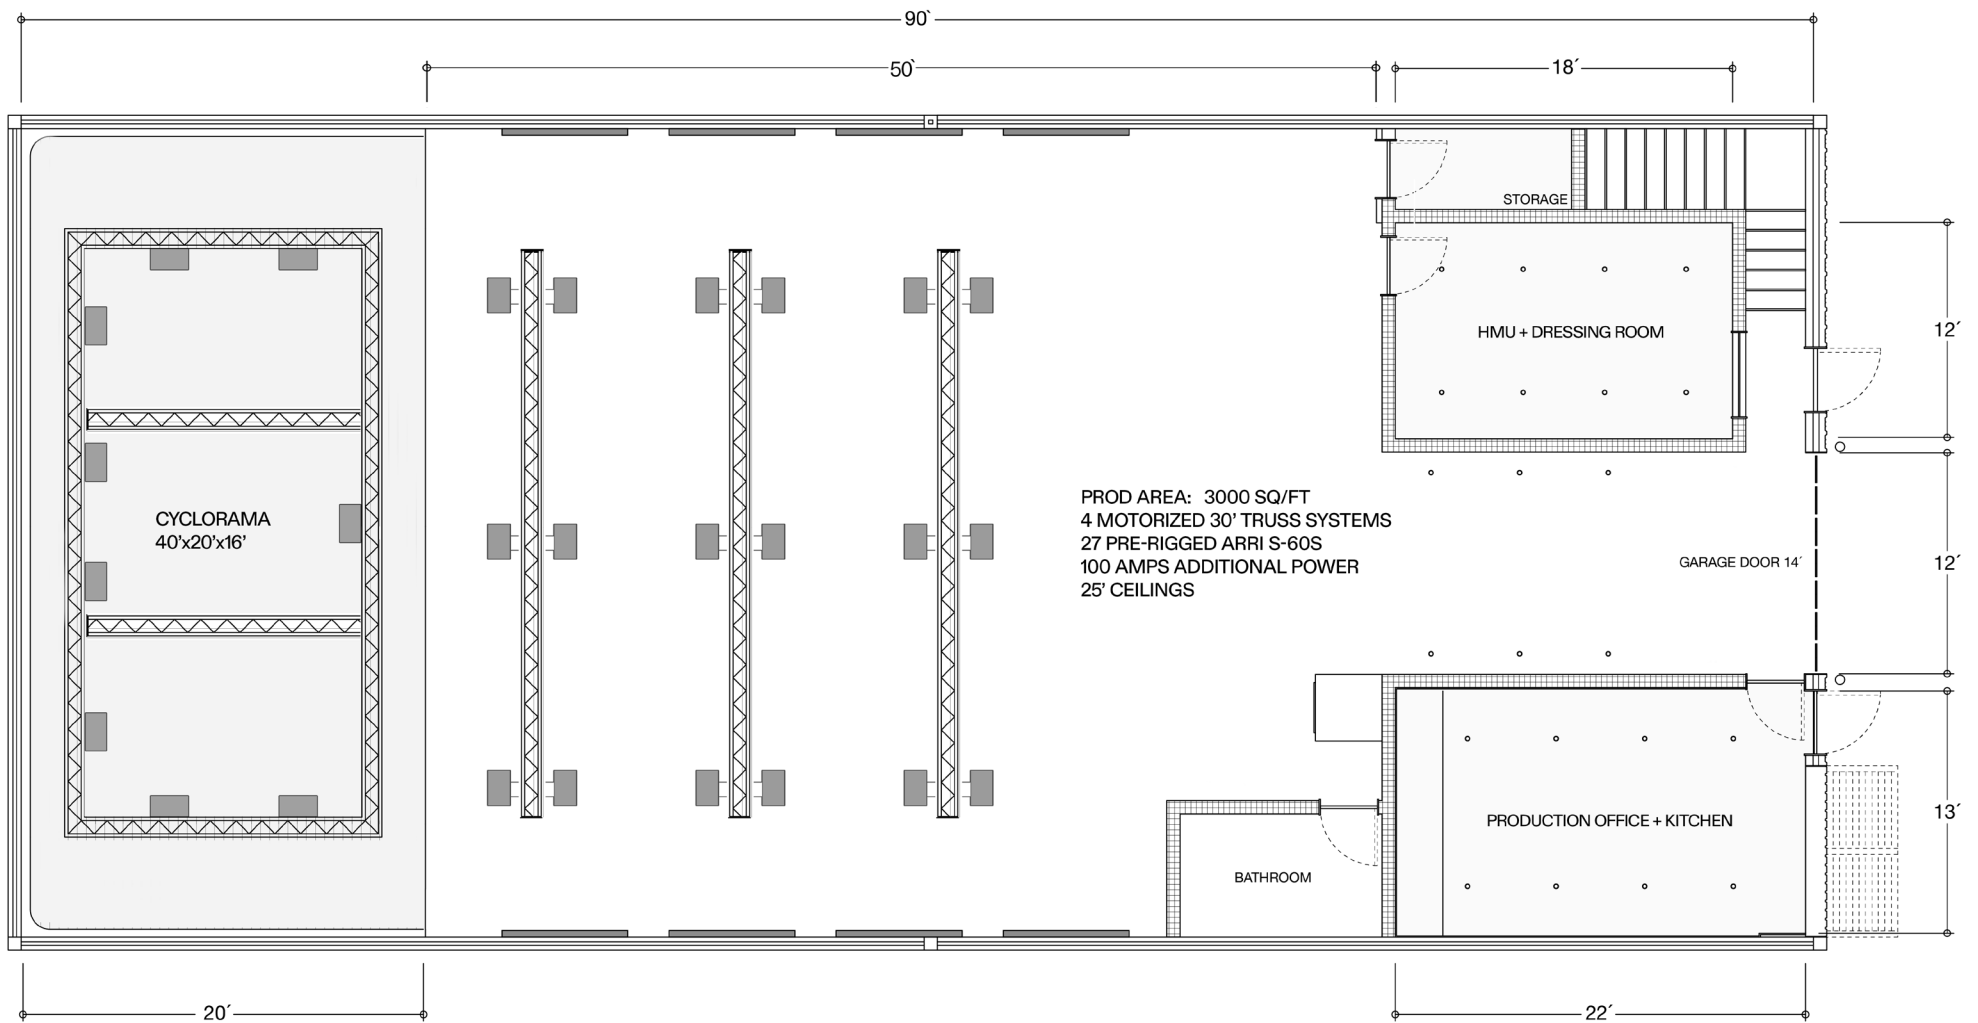 90`
50`
18´
STORAGE
HMU + DRESSING ROOM
12´
PROD AREA: 3000 SQ/FT
4 MOTORIZED 30' TRUSS SYSTEMS
27 PRE-RIGGED ARRI S-60S
100 AMPS ADDITIONAL POWER
25' CEILINGS
CYCLORAMA
40'x20'x16'
GARAGE DOOR 14´
12´
13´
PRODUCTION OFFICE + KITCHEN
BATHROOM
20´
22´